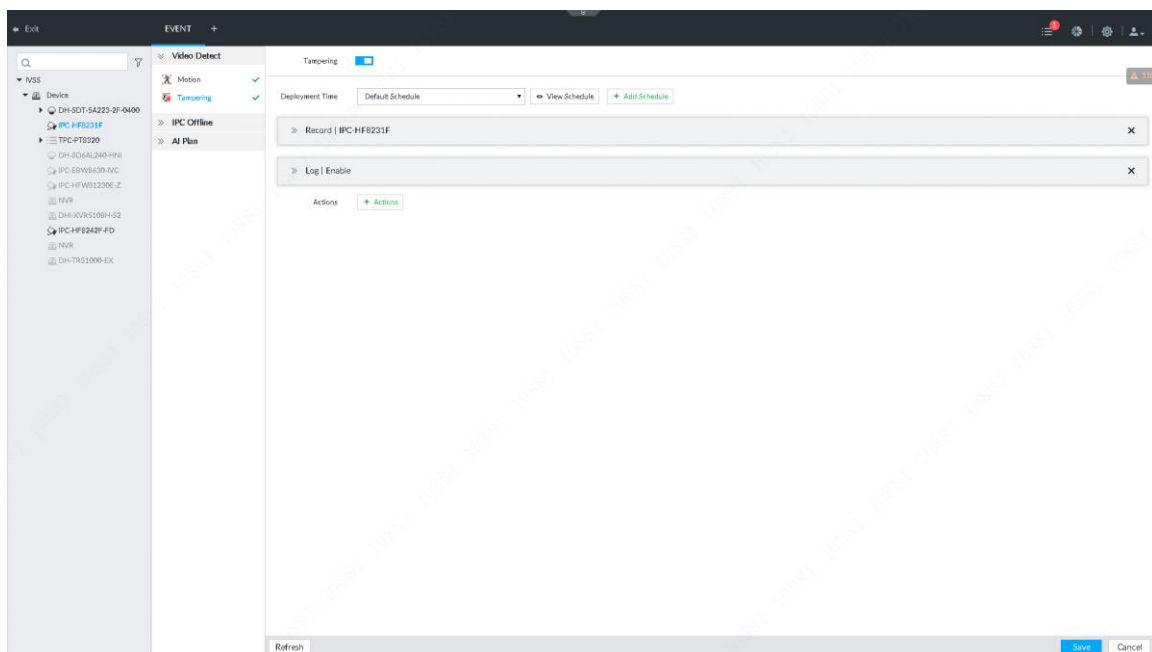 Exit
EVENT +
1
IVSS
Device
DH-SDT-5A223-2F-0400
IPC-HF8231F
TPC-PT8320
DH-SD6AL240-HNI
IPC-EBW8630-IVC
IPC-HFW81230E-Z
NVR
DHI-XVR5108H-S2
IPC-HF8242F-FD
NVR
DH-TRS1000-EX
Video Detect
Motion
Tampering
IPC Offline
AI Plan
Tampering
Deployment Time Default Schedule View Schedule + Add Schedule
Record | IPC-HF8231F
Log | Enable
Actions + Actions
Refresh Save Cancel